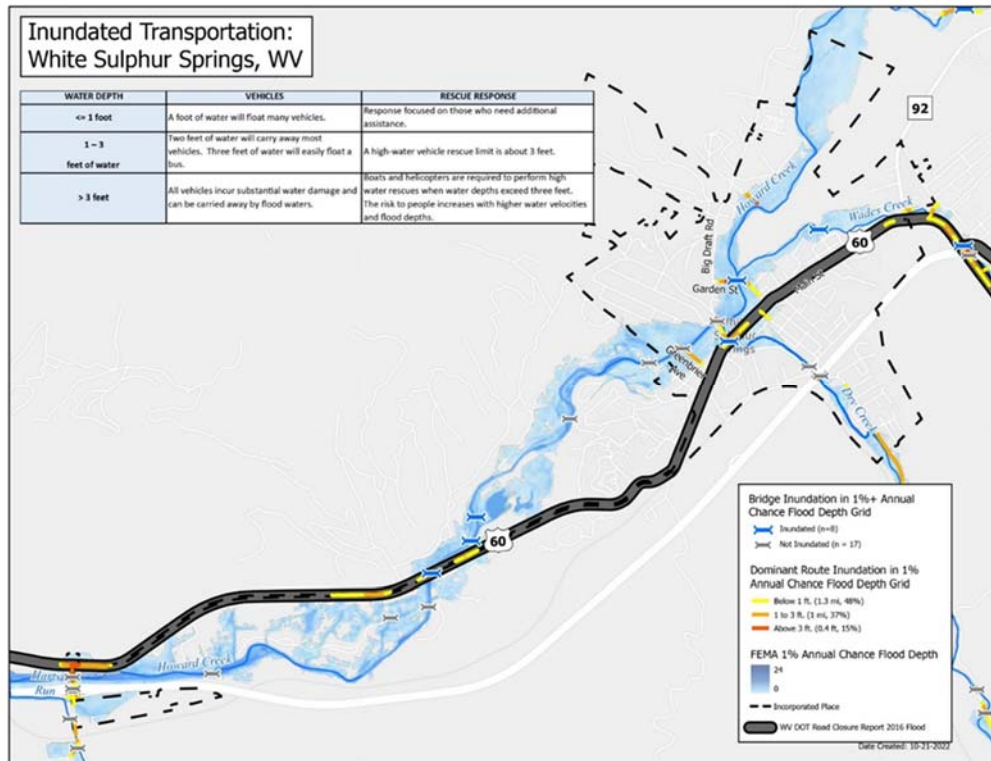 Inundated Transportation:
White Sulphur Springs, WV
WATER DEPTH VEHICLES RESCUE RESPONSE
<= 1 foot
A foot of water will float many vehicles.
Response focused on those who need additional
assistance.
1 – 3
feet of water
Two feet of water will carry away most
vehicles. Three feet of water will easily float a
bus.
A high-water vehicle rescue limit is about 3 feet.
> 3 feet
All vehicles incur substantial water damage and
can be carried away by flood waters.
Boats and helicopters are required to perform high
water rescues when water depths exceed three feet.
The risk to people increases with higher water velocities
and flood depths.
92
Howard Creek
Wades Creek
60
Big Draft Rd
Main St
Garden St
Greenbrier
Ave
Dry Creek
60
Howard Creek
Run
Bridge Inundation in 1%+ Annual
Chance Flood Depth Grid
Inundated (n=8)
Not Inundated (n = 17)
Dominant Route Inundation in 1%
Annual Chance Flood Depth Grid
Below 1 ft. (1.3 mi, 48%)
1 to 3 ft. (1 mi, 37%)
Above 3 ft. (0.4 ft, 15%)
FEMA 1% Annual Chance Flood Depth
24
0
Incorporated Place
WV DOT Road Closure Report 2016 Flood
Date Created: 10-21-2022